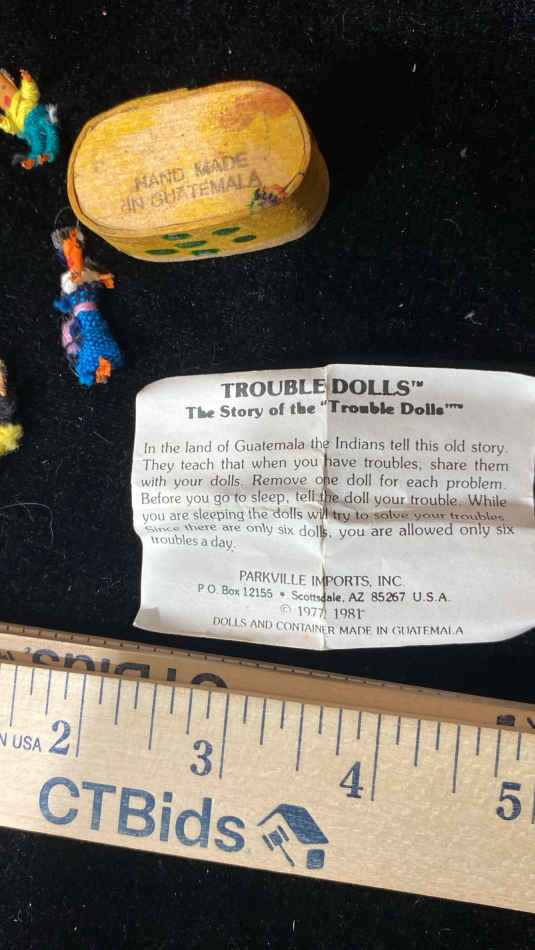 HAND MADE
IN GUATEMALA
TROUBLE DOLLS™
The Story of the "Trouble Dolls"™
In the land of Guatemala the Indians tell this old story.
They teach that when you have troubles, share them
with your dolls. Remove one doll for each problem.
Before you go to sleep, tell the doll your trouble. While
you are sleeping the dolls will try to solve your troubles.
Since there are only six dolls, you are allowed only six
troubles a day.
PARKVILLE IMPORTS, INC.
P.O. Box 12155 • Scottsdale, AZ 85267 U.S.A.
© 1977, 1981
DOLLS AND CONTAINER MADE IN GUATEMALA
N USA 2 3 4 5
CTBids